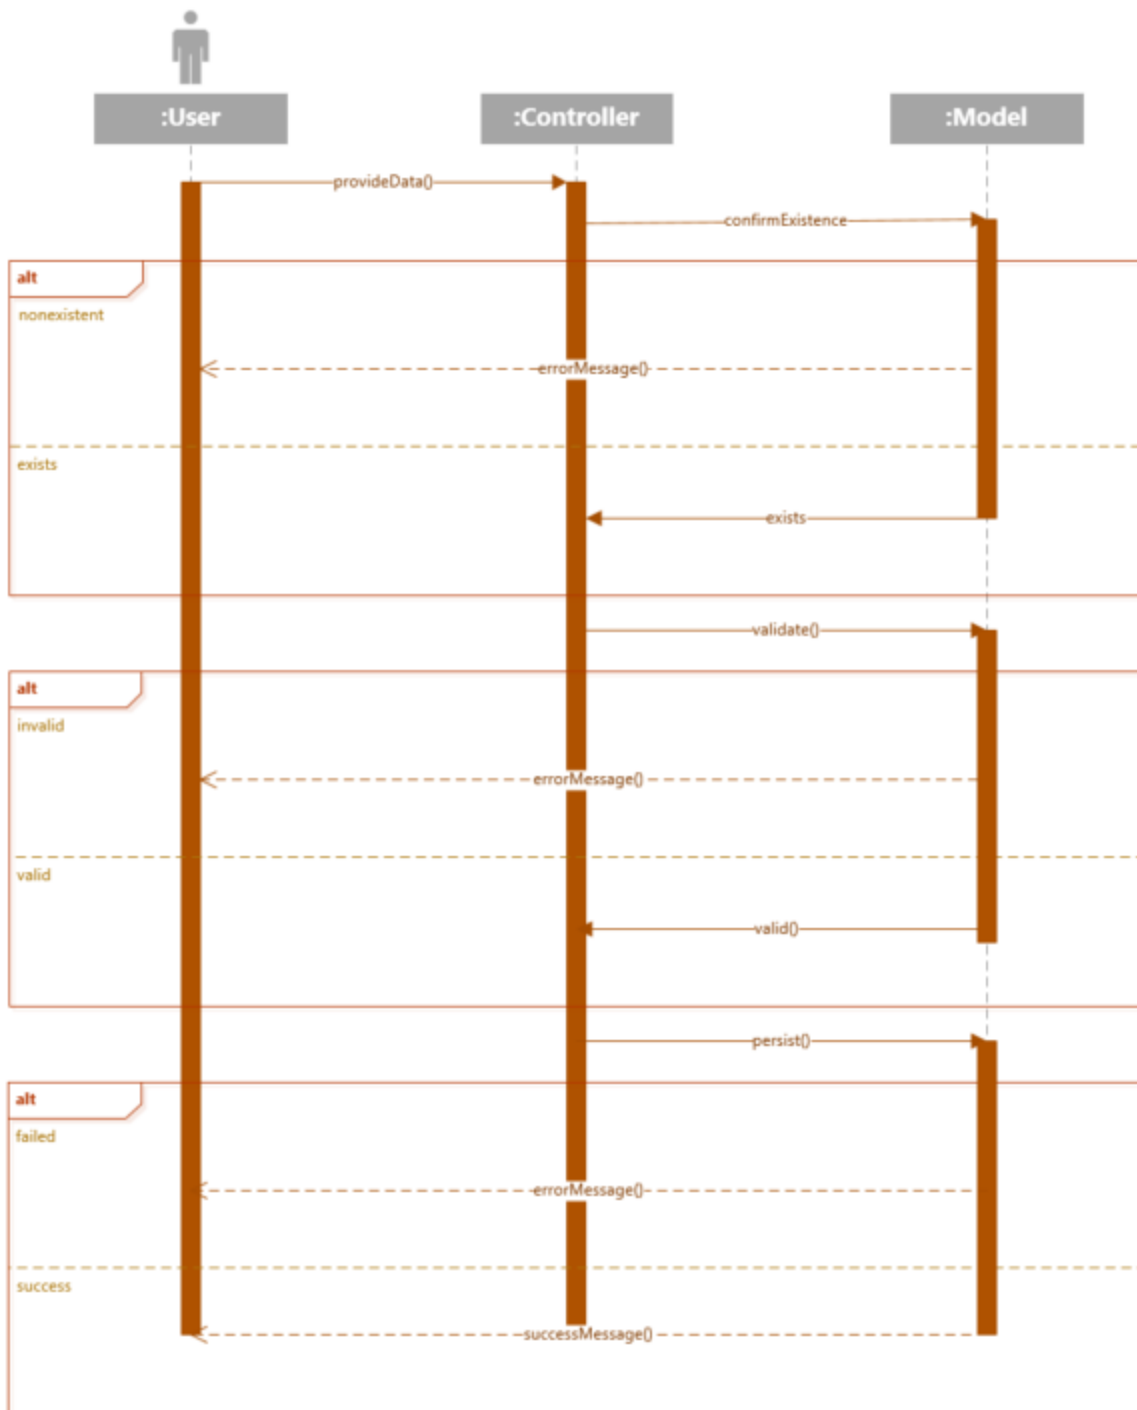 :User
:Controller
:Model
provideData()
confirmExistence
alt
nonexistent
errorMessage()
exists
exists
validate()
alt
invalid
errorMessage()
valid
valid()
persist()
alt
failed
errorMessage()
success
successMessage()